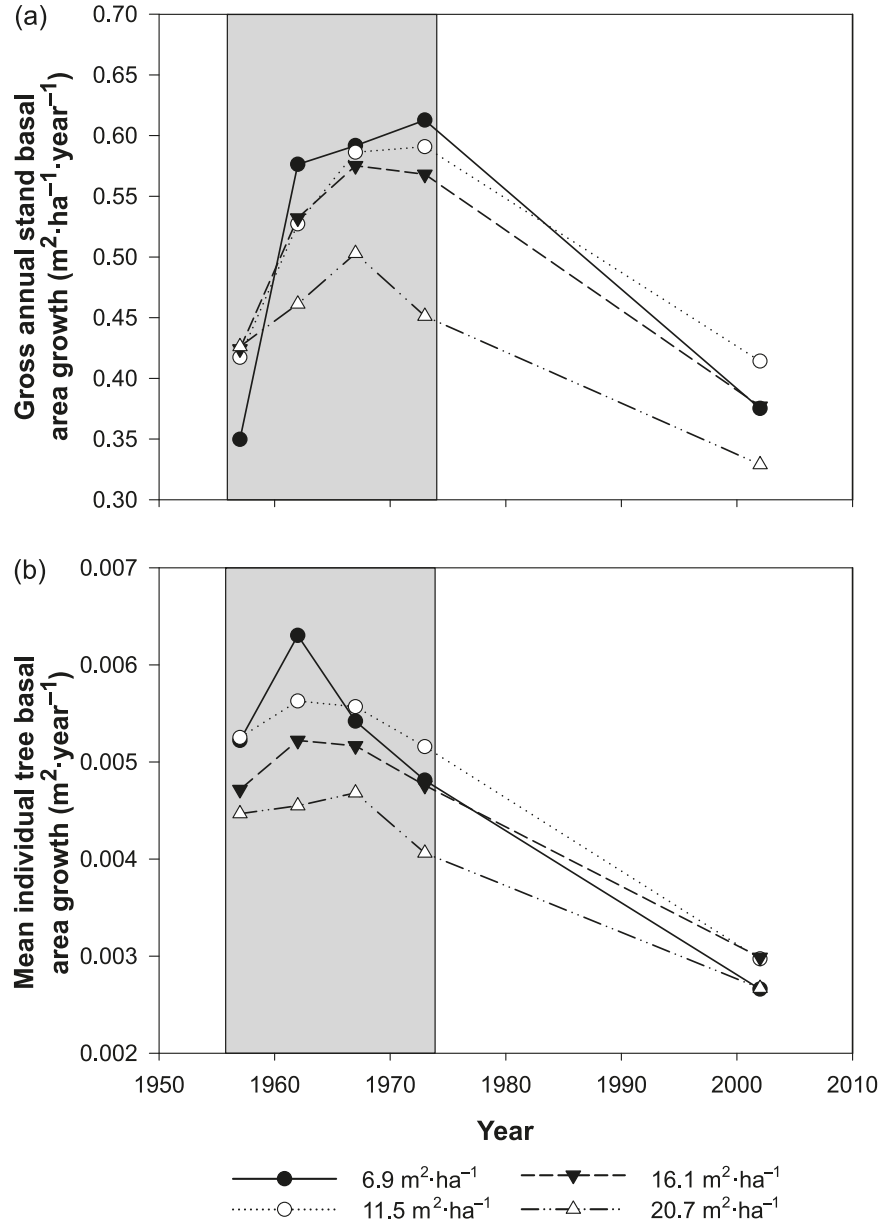 (a)
Gross annual stand basal
area growth (m²·ha⁻¹·year⁻¹)
0.70
0.65
0.60
0.55
0.50
0.45
0.40
0.35
0.30
(b)
Mean individual tree basal
area growth (m²·year⁻¹)
0.007
0.006
0.005
0.004
0.003
0.002
1950 1960 1970 1980 1990 2000 2010
Year
6.9 m²·ha⁻¹ 16.1 m²·ha⁻¹
11.5 m²·ha⁻¹ 20.7 m²·ha⁻¹